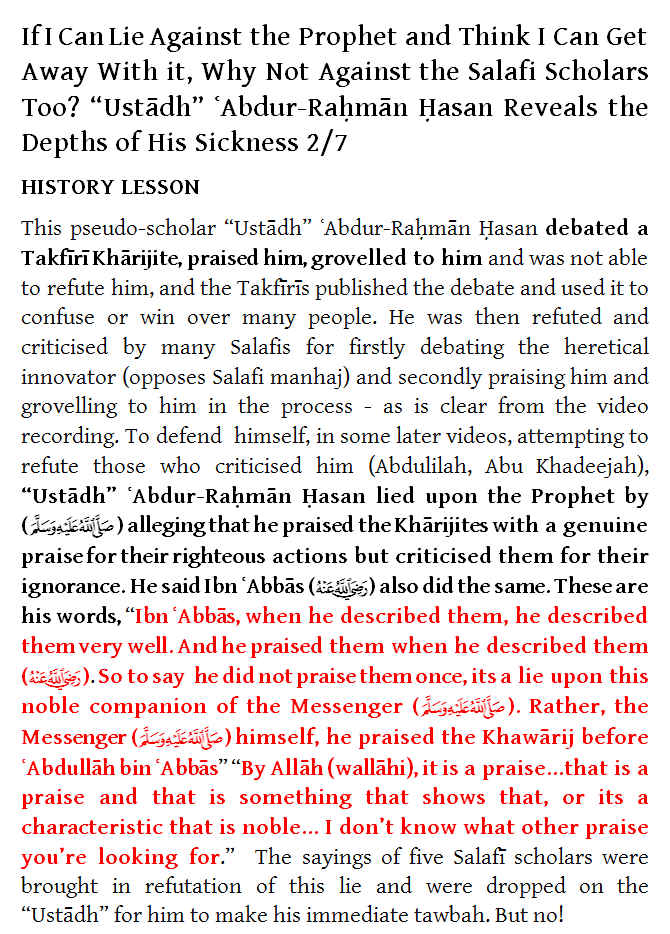 If I Can Lie Against the Prophet and Think I Can Get
Away With it, Why Not Against the Salafi Scholars
Too? “Ustādh” ʿAbdur-Raḥmān Ḥasan Reveals the
Depths of His Sickness 2/7
HISTORY LESSON
This pseudo-scholar “Ustādh” ʿAbdur-Raḥmān Ḥasan debated a
Takfīrī Khārijite, praised him, grovelled to him and was not able
to refute him, and the Takfīrīs published the debate and used it to
confuse or win over many people. He was then refuted and
criticised by many Salafis for firstly debating the heretical
innovator (opposes Salafi manhaj) and secondly praising him and
grovelling to him in the process - as is clear from the video
recording. To defend himself, in some later videos, attempting to
refute those who criticised him (Abdulilah, Abu Khadeejah),
“Ustādh” ʿAbdur-Raḥmān Ḥasan lied upon the Prophet by
(صَلَّى اللَّهُ عَلَيْهِ وَسَلَّمَ) alleging that he praised the Khārijites with a genuine
praise for their righteous actions but criticised them for their
ignorance. He said Ibn ʿAbbās (رَضِيَ اللَّهُ عَنْهُ) also did the same. These are
his words, “Ibn ʿAbbās, when he described them, he described
them very well. And he praised them when he described them
(رَضِيَ اللَّهُ عَنْهُ). So to say he did not praise them once, its a lie upon this
noble companion of the Messenger (صَلَّى اللَّهُ عَلَيْهِ وَسَلَّمَ). Rather, the
Messenger (صَلَّى اللَّهُ عَلَيْهِ وَسَلَّمَ) himself, he praised the Khawārij before
ʿAbdullāh bin ʿAbbās” “By Allāh (wallāhi), it is a praise...that is a
praise and that is something that shows that, or its a
characteristic that is noble... I don’t know what other praise
you’re looking for.” The sayings of five Salafī scholars were
brought in refutation of this lie and were dropped on the
“Ustādh” for him to make his immediate tawbah. But no!